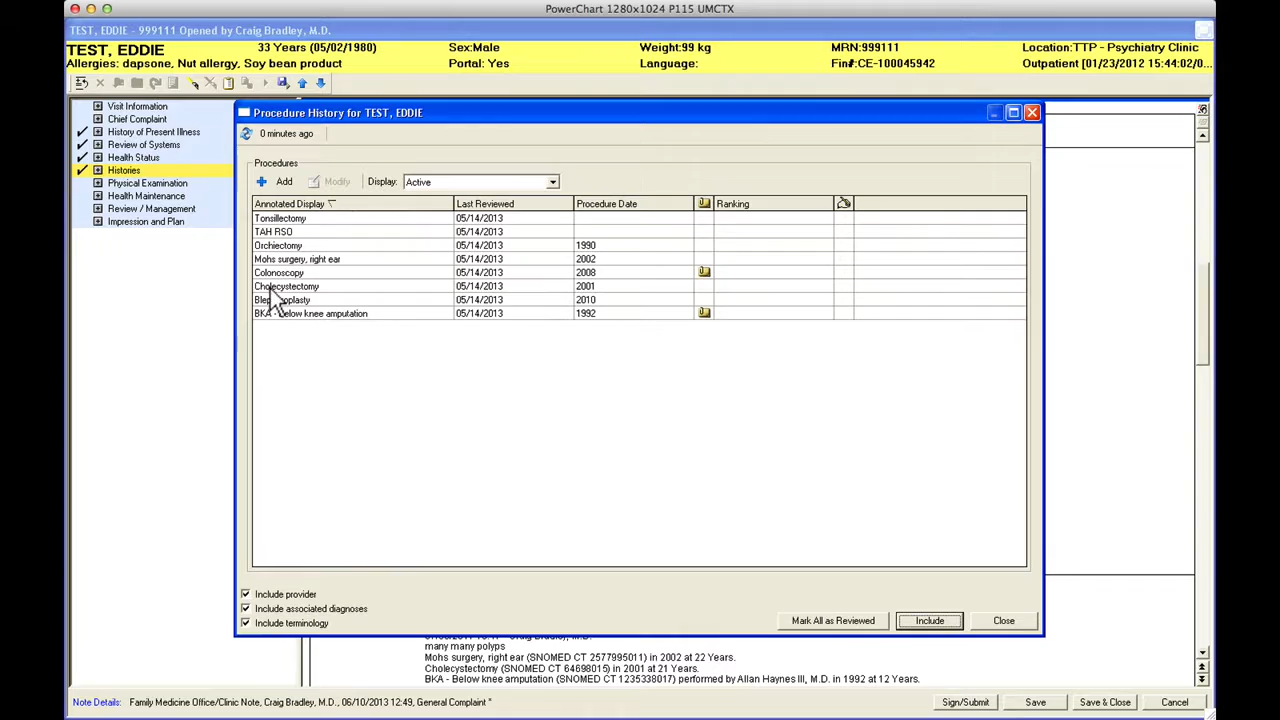 PowerChart 1280x1024 P115 UMCTX
TEST, EDDIE - 999111 Opened by Craig Bradley, M.D.
TEST, EDDIE 33 Years (05/02/1980) Sex:Male Weight:99 kg MRN:999111 Location:TTP - Psychiatry Clinic
Allergies: dapsone, Nut allergy, Soy bean product Portal: Yes Language: Fin#:CE-100045942 Outpatient [01/23/2012 15:44:02/0...
Visit Information
Chief Complaint
History of Present Illness
Review of Systems
Health Status
Histories
Physical Examination
Health Maintenance
Review / Management
Impression and Plan
Procedure History for TEST, EDDIE
0 minutes ago
Procedures
Add Modify Display: Active
Annotated Display Last Reviewed Procedure Date Ranking
Tonsillectomy 05/14/2013
TAH RSO 05/14/2013
Orchiectomy 05/14/2013 1990
Mohs surgery, right ear 05/14/2013 2002
Colonoscopy 05/14/2013 2008
Cholecystectomy 05/14/2013 2001
05/14/2013 2010
BKA - Below knee amputation 05/14/2013 1992
Include provider
Include associated diagnoses
Include terminology
Mark All as Reviewed Include Close
many many polyps
Mohs surgery, right ear (SNOMED CT 2577995011) in 2002 at 22 Years.
Cholecystectomy (SNOMED CT 64698015) in 2001 at 21 Years.
BKA - Below knee amputation (SNOMED CT 1235338017) performed by Allan Haynes III, M.D. in 1992 at 12 Years.
Note Details: Family Medicine Office/Clinic Note, Craig Bradley, M.D., 06/10/2013 12:49, General Complaint * Sign/Submit Save Save & Close Cancel